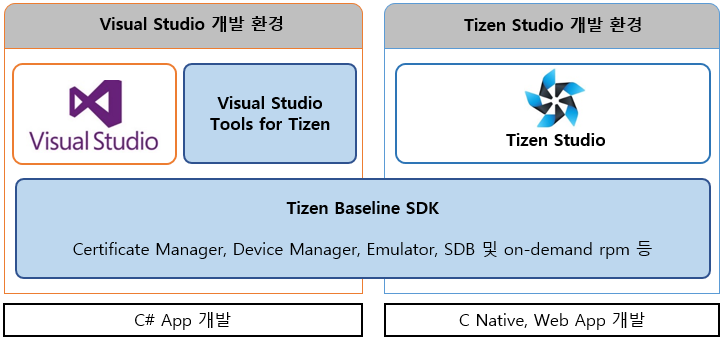 Visual Studio 개발 환경
Tizen Studio 개발 환경
Visual Studio
Visual Studio
Tools for Tizen
Tizen Studio
Tizen Baseline SDK
Certificate Manager, Device Manager, Emulator, SDB 및 on-demand rpm 등
C# App 개발
C Native, Web App 개발